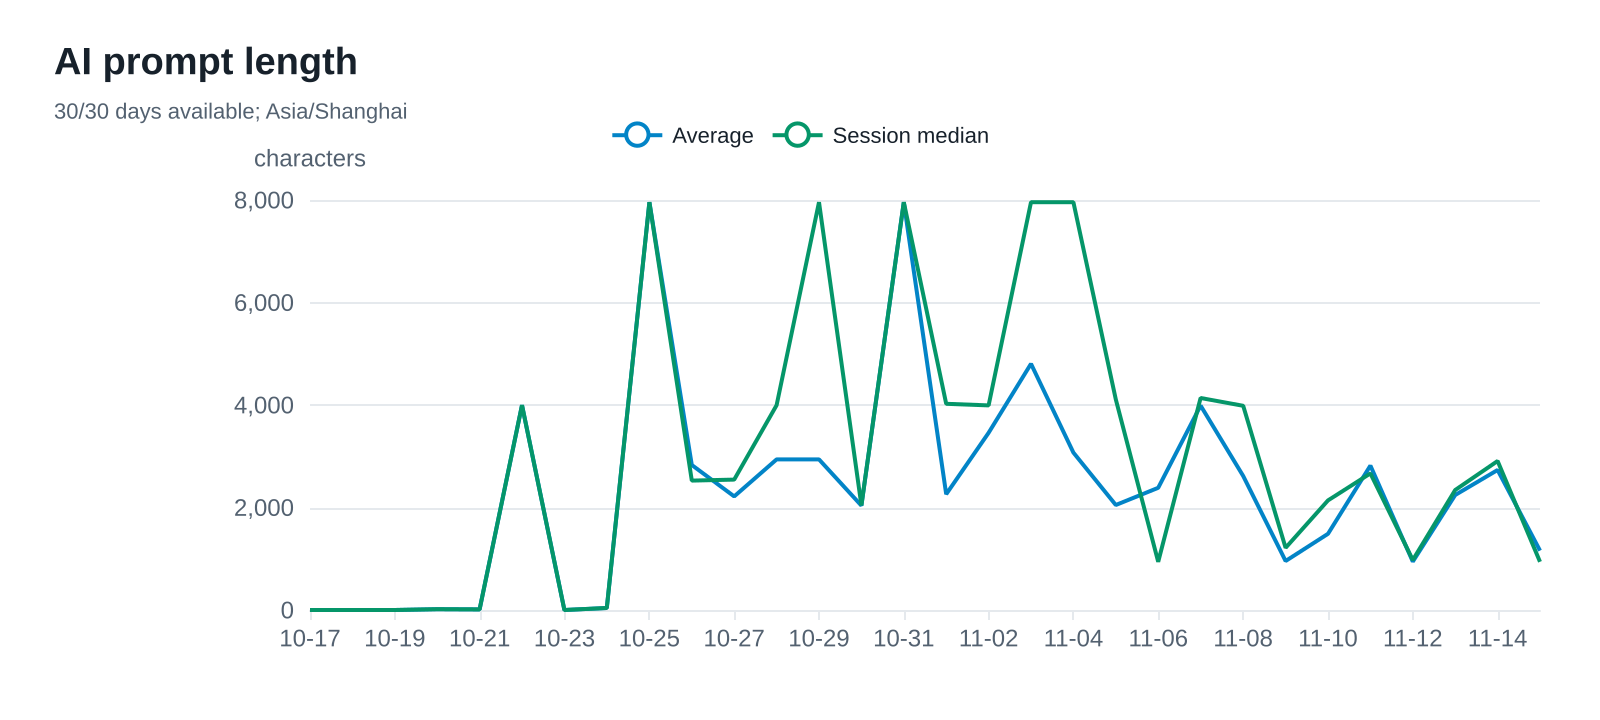 AI prompt length
30/30 days available; Asia/Shanghai
Average Session median
characters
8,000
6,000
4,000
2,000
0
10-17 10-19 10-21 10-23 10-25 10-27 10-29 10-31 11-02 11-04 11-06 11-08 11-10 11-12 11-14